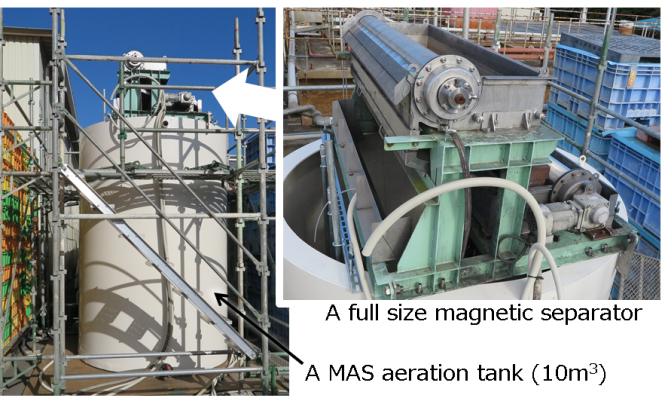 A full size magnetic separator
A MAS aeration tank (10m³)